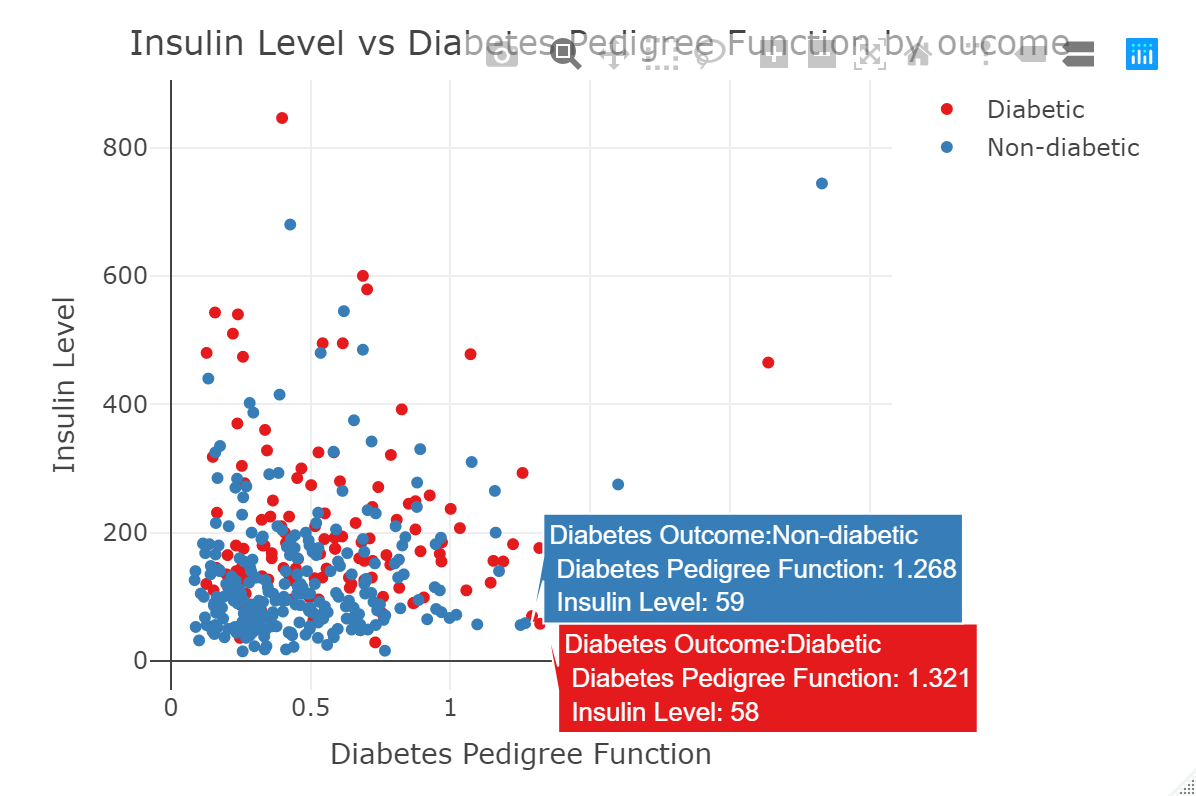 Insulin Level vs Diabetes Pedigree Function by oucome
Diabetic
Non-diabetic
800
600
400
200
0
Insulin Level
Diabetes Outcome:Non-diabetic
Diabetes Pedigree Function: 1.268
Insulin Level: 59
Diabetes Outcome:Diabetic
Diabetes Pedigree Function: 1.321
Insulin Level: 58
0
0.5
1
Diabetes Pedigree Function